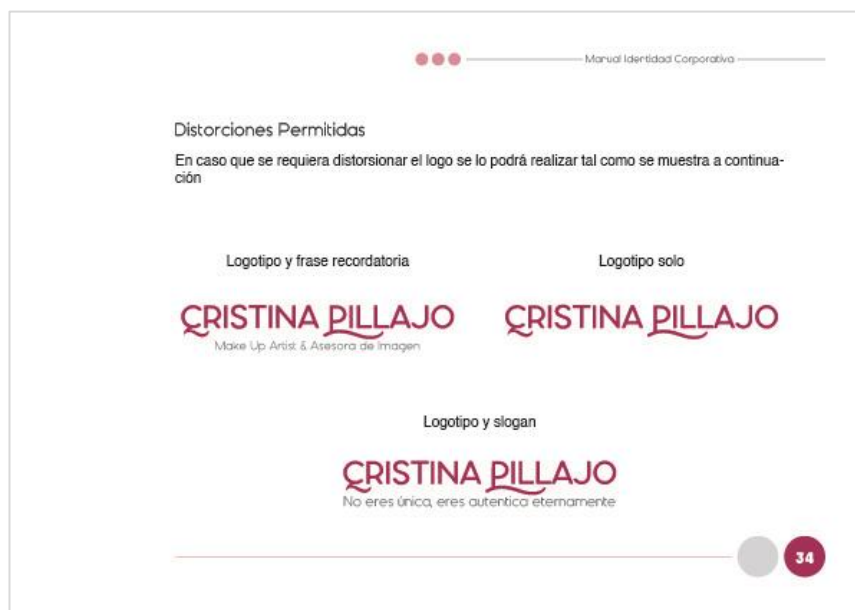 Manual Identidad Corporativa
Distorciones Permitidas
En caso que se requiera distorsionar el logo se lo podrá realizar tal como se muestra a continua-
ción
Logotipo y frase recordatoria
Logotipo solo
CRISTINA PILLAJO
Make Up Artist & Asesora de Imagen
CRISTINA PILLAJO
Logotipo y slogan
CRISTINA PILLAJO
No eres única, eres autentica eternamente
34